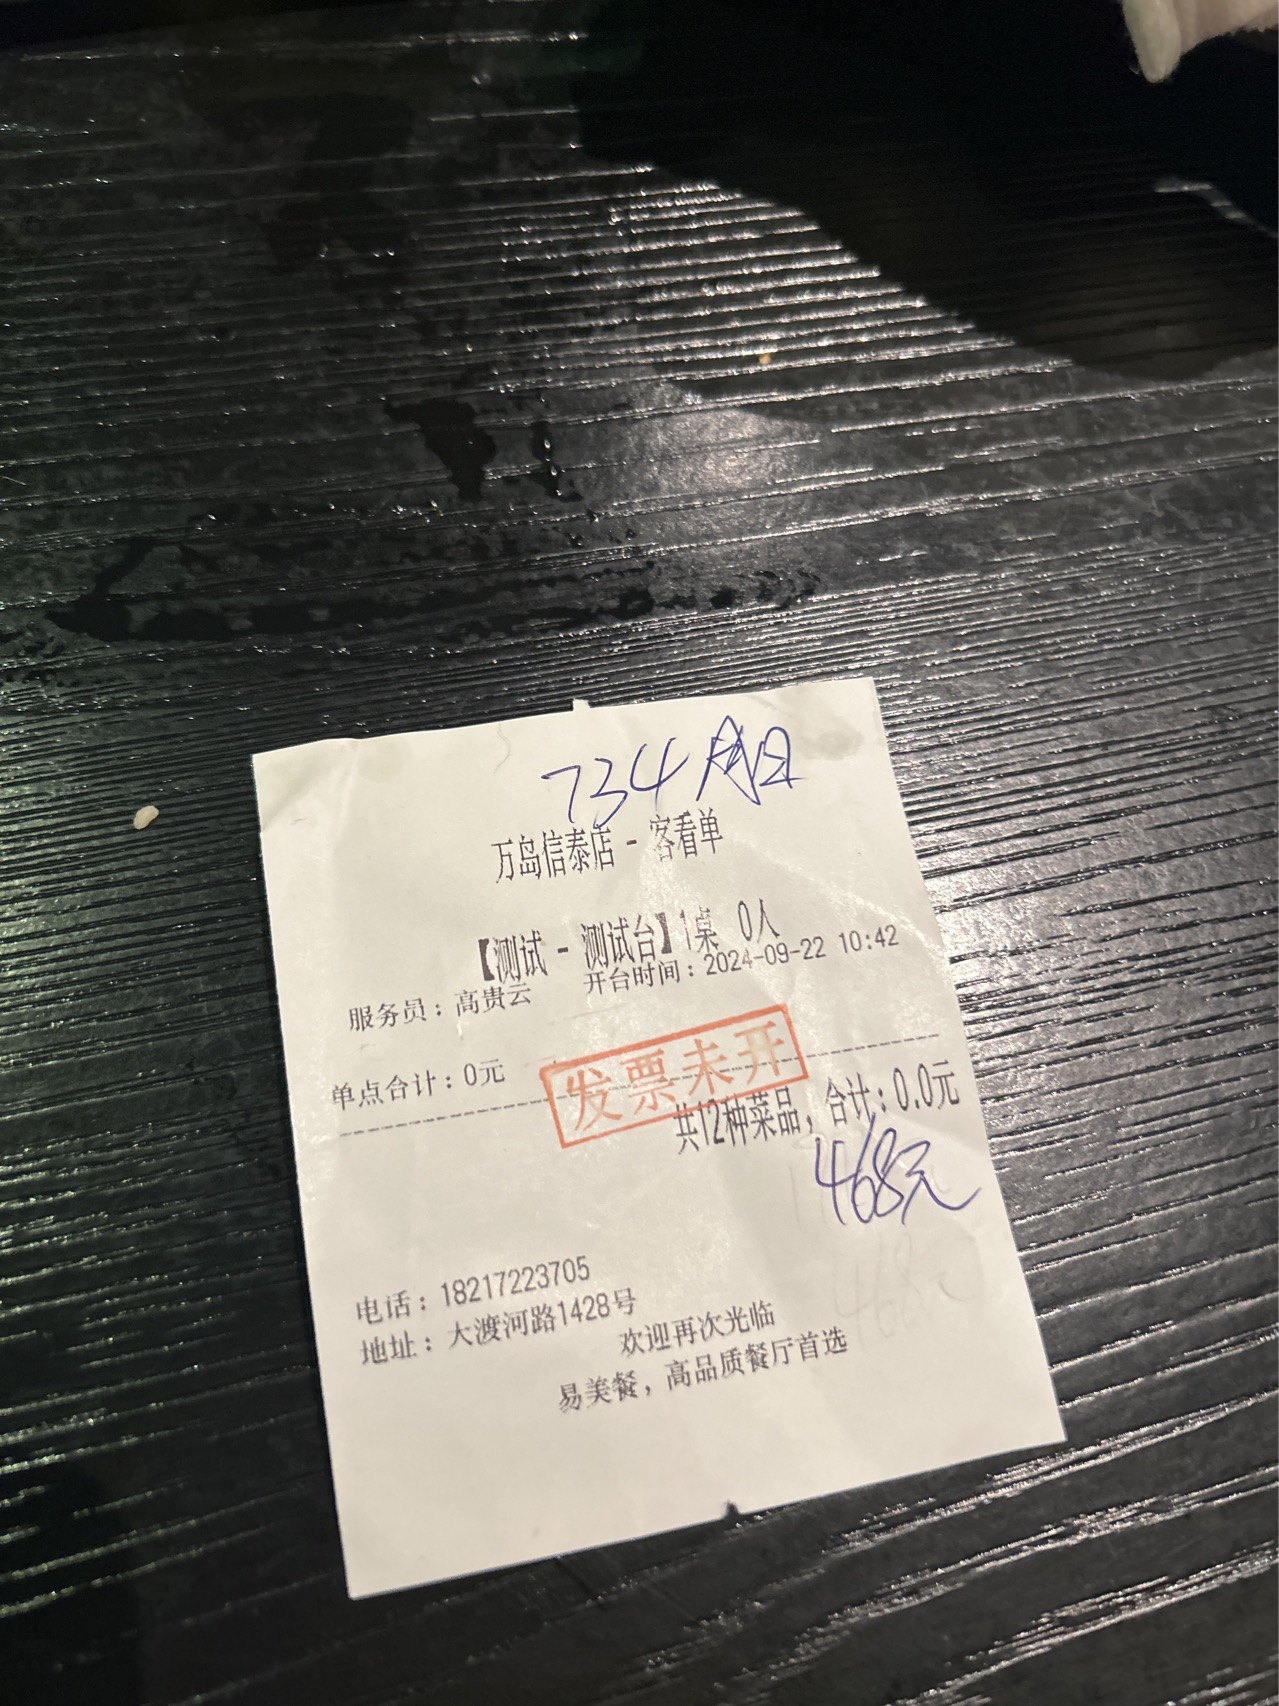 734 周日
万岛信泰店 - 客看单
【测试 - 测试台】1桌 0人
服务员：高贵云 开台时间：2024-09-22 10:42
单点合计：0元
发票未开
共12种菜品，合计：0.0元
468元
电话：18217223705
地址：大渡河路1428号
欢迎再次光临
易美餐，高品质餐厅首选